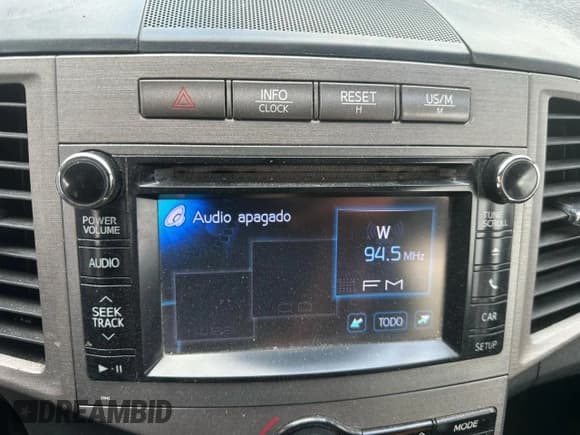 INFO
CLOCK
RESET
H
US/M
M
POWER
VOLUME
AUDIO
SEEK
TRACK
Audio apagado
W
94.5 MHz
FM
TODO
TUNE
SCROLL
CAR
SETUP
MODE
DREAMBID